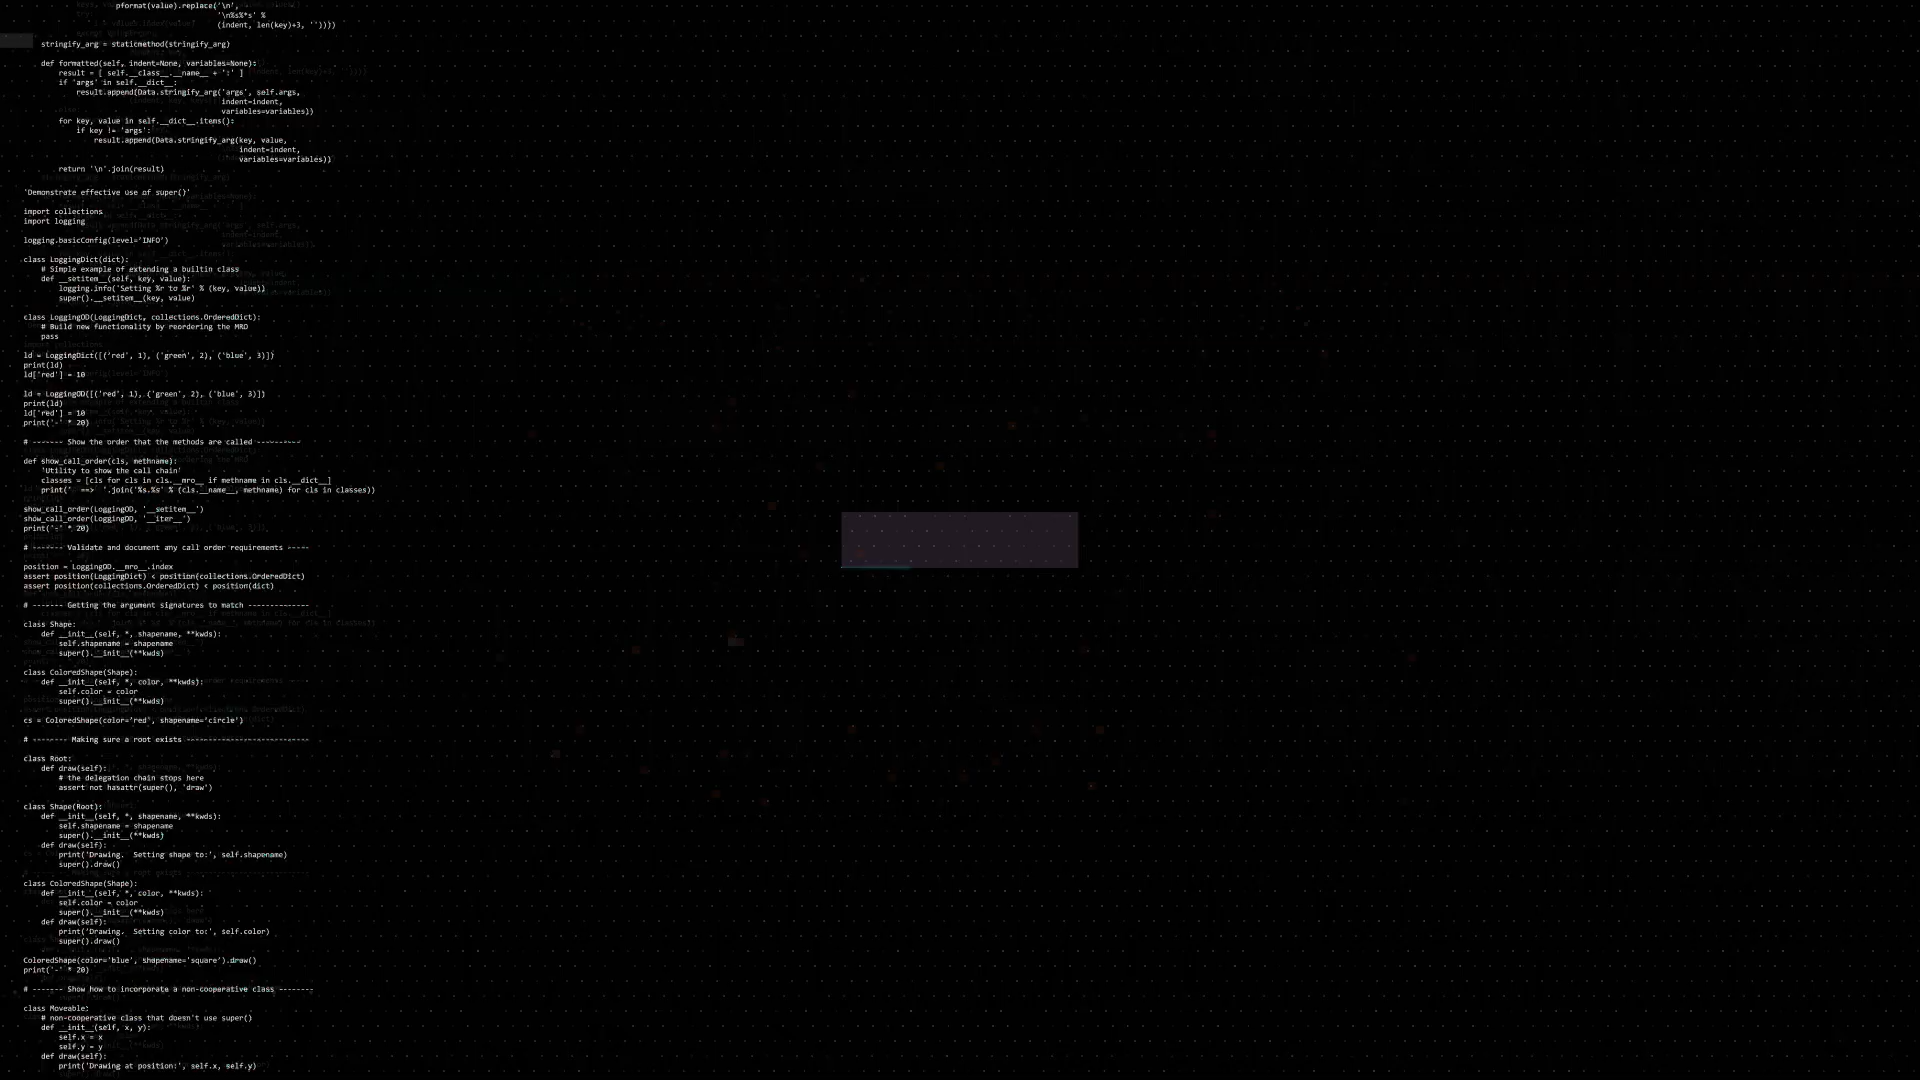 pformat(value).replace('\n',
'\n%s%*s' %
(indent, len(key)+3, ''))))
stringify_arg = staticmethod(stringify_arg)
def formatted(self, indent=None, variables=None):
result = [ self.__class__.__name__ + ':' ]
if 'args' in self.__dict__:
result.append(Data.stringify_arg('args', self.args,
indent=indent,
variables=variables))
for key, value in self.__dict__.items():
if key != 'args':
result.append(Data.stringify_arg(key, value,
indent=indent,
variables=variables))
return '\n'.join(result)
'Demonstrate effective use of super()'
import collections
import logging
logging.basicConfig(level='INFO')
class LoggingDict(dict):
# Simple example of extending a builtin class
def __setitem__(self, key, value):
logging.info('Setting %r to %r' % (key, value))
super().__setitem__(key, value)
class LoggingOD(LoggingDict, collections.OrderedDict):
# Build new functionality by reordering the MRO
pass
ld = LoggingDict([('red', 1), ('green', 2), ('blue', 3)])
print(ld)
ld['red'] = 10
ld = LoggingOD([('red', 1), ('green', 2), ('blue', 3)])
print(ld)
ld['red'] = 10
print('-' * 20)
# ------- Show the order that the methods are called ----------
def show_call_order(cls, methname):
'Utility to show the call chain'
classes = [cls for cls in cls.__mro__ if methname in cls.__dict__]
print('  ==>  '.join('%s.%s' % (cls.__name__, methname) for cls in classes))
show_call_order(LoggingOD, '__setitem__')
show_call_order(LoggingOD, '__iter__')
print('-' * 20)
# ------- Validate and document any call order requirements -----
position = LoggingOD.__mro__.index
assert position(LoggingDict) < position(collections.OrderedDict)
assert position(collections.OrderedDict) < position(dict)
# ------- Getting the argument signatures to match --------------
class Shape:
def __init__(self, *, shapename, **kwds):
self.shapename = shapename
super().__init__(**kwds)
class ColoredShape(Shape):
def __init__(self, *, color, **kwds):
self.color = color
super().__init__(**kwds)
cs = ColoredShape(color='red', shapename='circle')
# -------- Making sure a root exists ----------------------------
class Root:
def draw(self):
# the delegation chain stops here
assert not hasattr(super(), 'draw')
class Shape(Root):
def __init__(self, *, shapename, **kwds):
self.shapename = shapename
super().__init__(**kwds)
def draw(self):
print('Drawing.  Setting shape to:', self.shapename)
super().draw()
class ColoredShape(Shape):
def __init__(self, *, color, **kwds):
self.color = color
super().__init__(**kwds)
def draw(self):
print('Drawing.  Setting color to:', self.color)
super().draw()
ColoredShape(color='blue', shapename='square').draw()
print('-' * 20)
# ------- Show how to incorporate a non-cooperative class --------
class Moveable:
# non-cooperative class that doesn't use super()
def __init__(self, x, y):
self.x = x
self.y = y
def draw(self):
print('Drawing at position:', self.x, self.y)